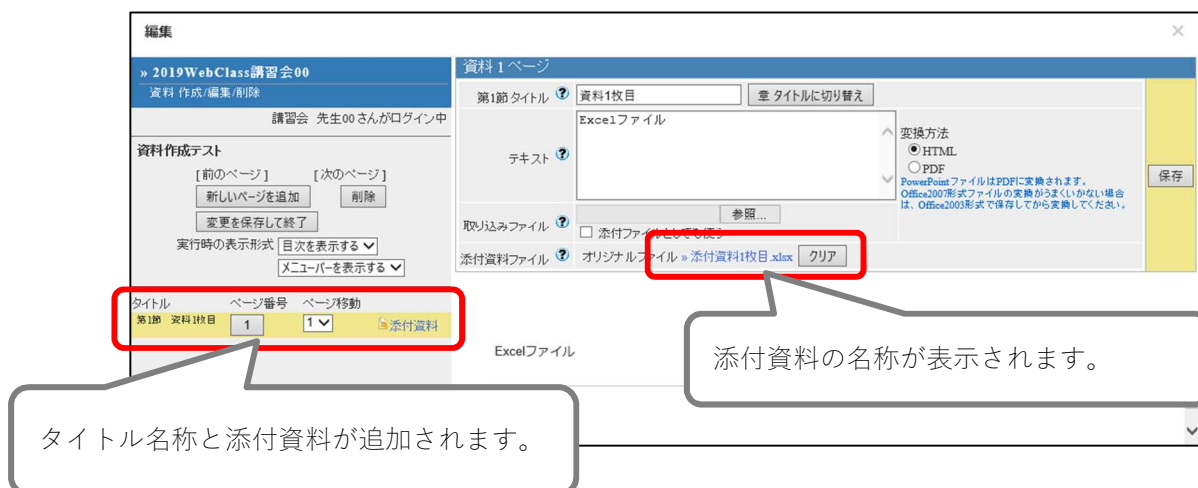 編集
» 2019WebClass講習会00
資料 作成/編集/削除
講習会 先生00 さんがログイン中
資料作成テスト
[前のページ] [次のページ]
新しいページを追加 削除
変更を保存して終了
実行時の表示形式 目次を表示する
メニューバーを表示する
タイトル ページ番号 ページ移動
第1節 資料1枚目 1 1 添付資料
資料 1 ページ
第1節 タイトル ? 資料1枚目 章 タイトルに切り替え
テキスト ? Excelファイル
変換方法
HTML
PDF
PowerPointファイルはPDFに変換されます。
Office2007形式ファイルの変換がうまくいかない場合
は、Office2003形式で保存してから変換してください。
保存
取り込みファイル ? 参照...
添付ファイルとしても使う
添付資料ファイル ? オリジナルファイル » 添付資料1枚目.xlsx クリア
Excelファイル
添付資料の名称が表示されます。
タイトル名称と添付資料が追加されます。